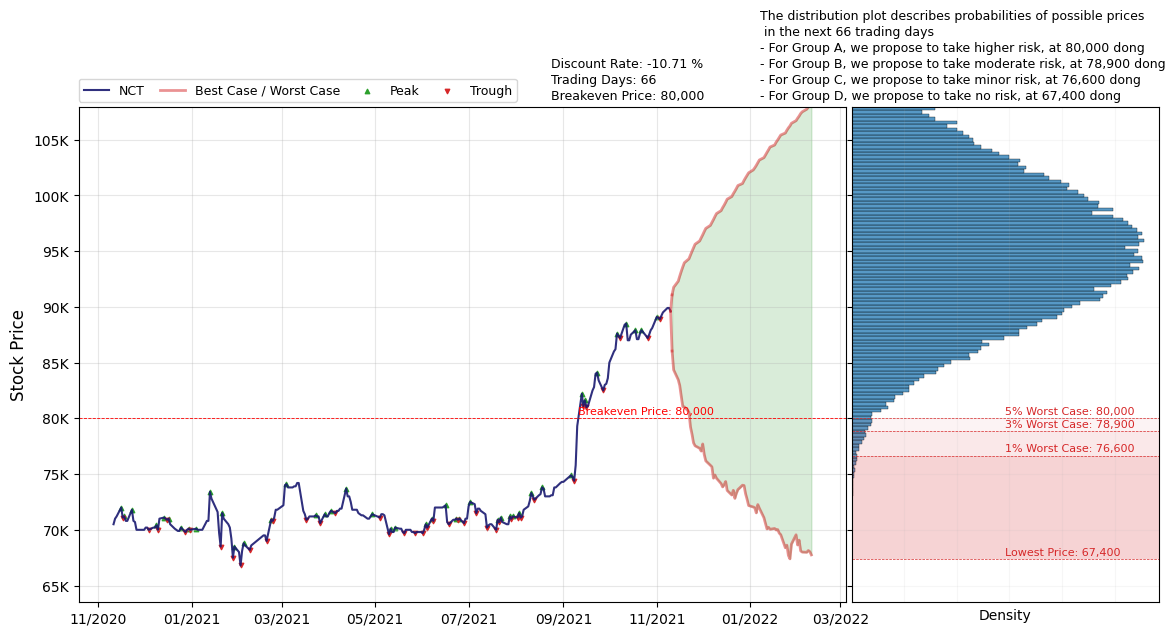 The distribution plot describes probabilities of possible prices
in the next 66 trading days
- For Group A, we propose to take higher risk, at 80,000 dong
- For Group B, we propose to take moderate risk, at 78,900 dong
- For Group C, we propose to take minor risk, at 76,600 dong
- For Group D, we propose to take no risk, at 67,400 dong
Discount Rate: -10.71 %
Trading Days: 66
Breakeven Price: 80,000
NCT
Best Case / Worst Case
Peak
Trough
105K
100K
95K
90K
85K
80K
75K
70K
65K
Stock Price
Breakeven Price: 80,000
5% Worst Case: 80,000
3% Worst Case: 78,900
1% Worst Case: 76,600
Lowest Price: 67,400
11/2020
01/2021
03/2021
05/2021
07/2021
09/2021
11/2021
01/2022
03/2022
Density